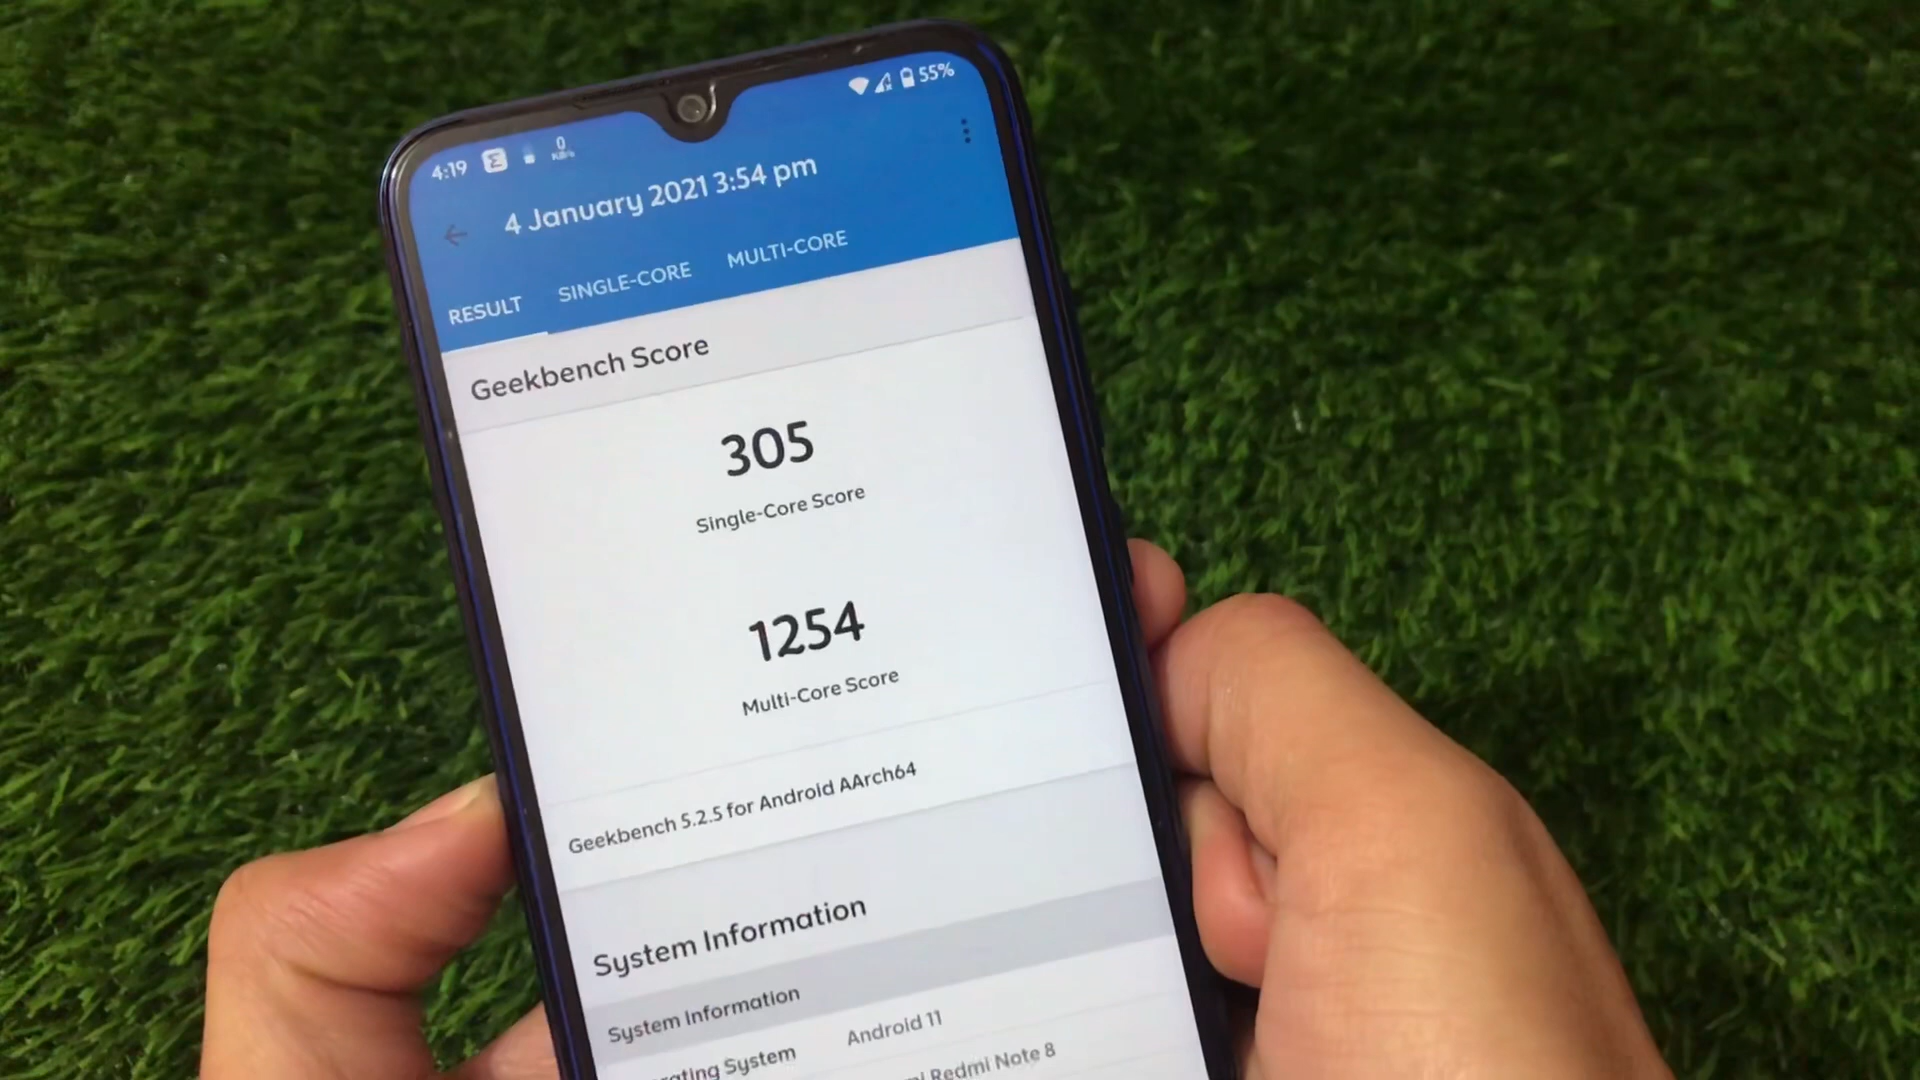 4:19 Σ 0 KB/s 55%
4 January 2021 3:54 pm
RESULT SINGLE-CORE MULTI-CORE
Geekbench Score
305
Single-Core Score
1254
Multi-Core Score
Geekbench 5.2.5 for Android AArch64
System Information
System Information
System Android 11
Redmi Note 8